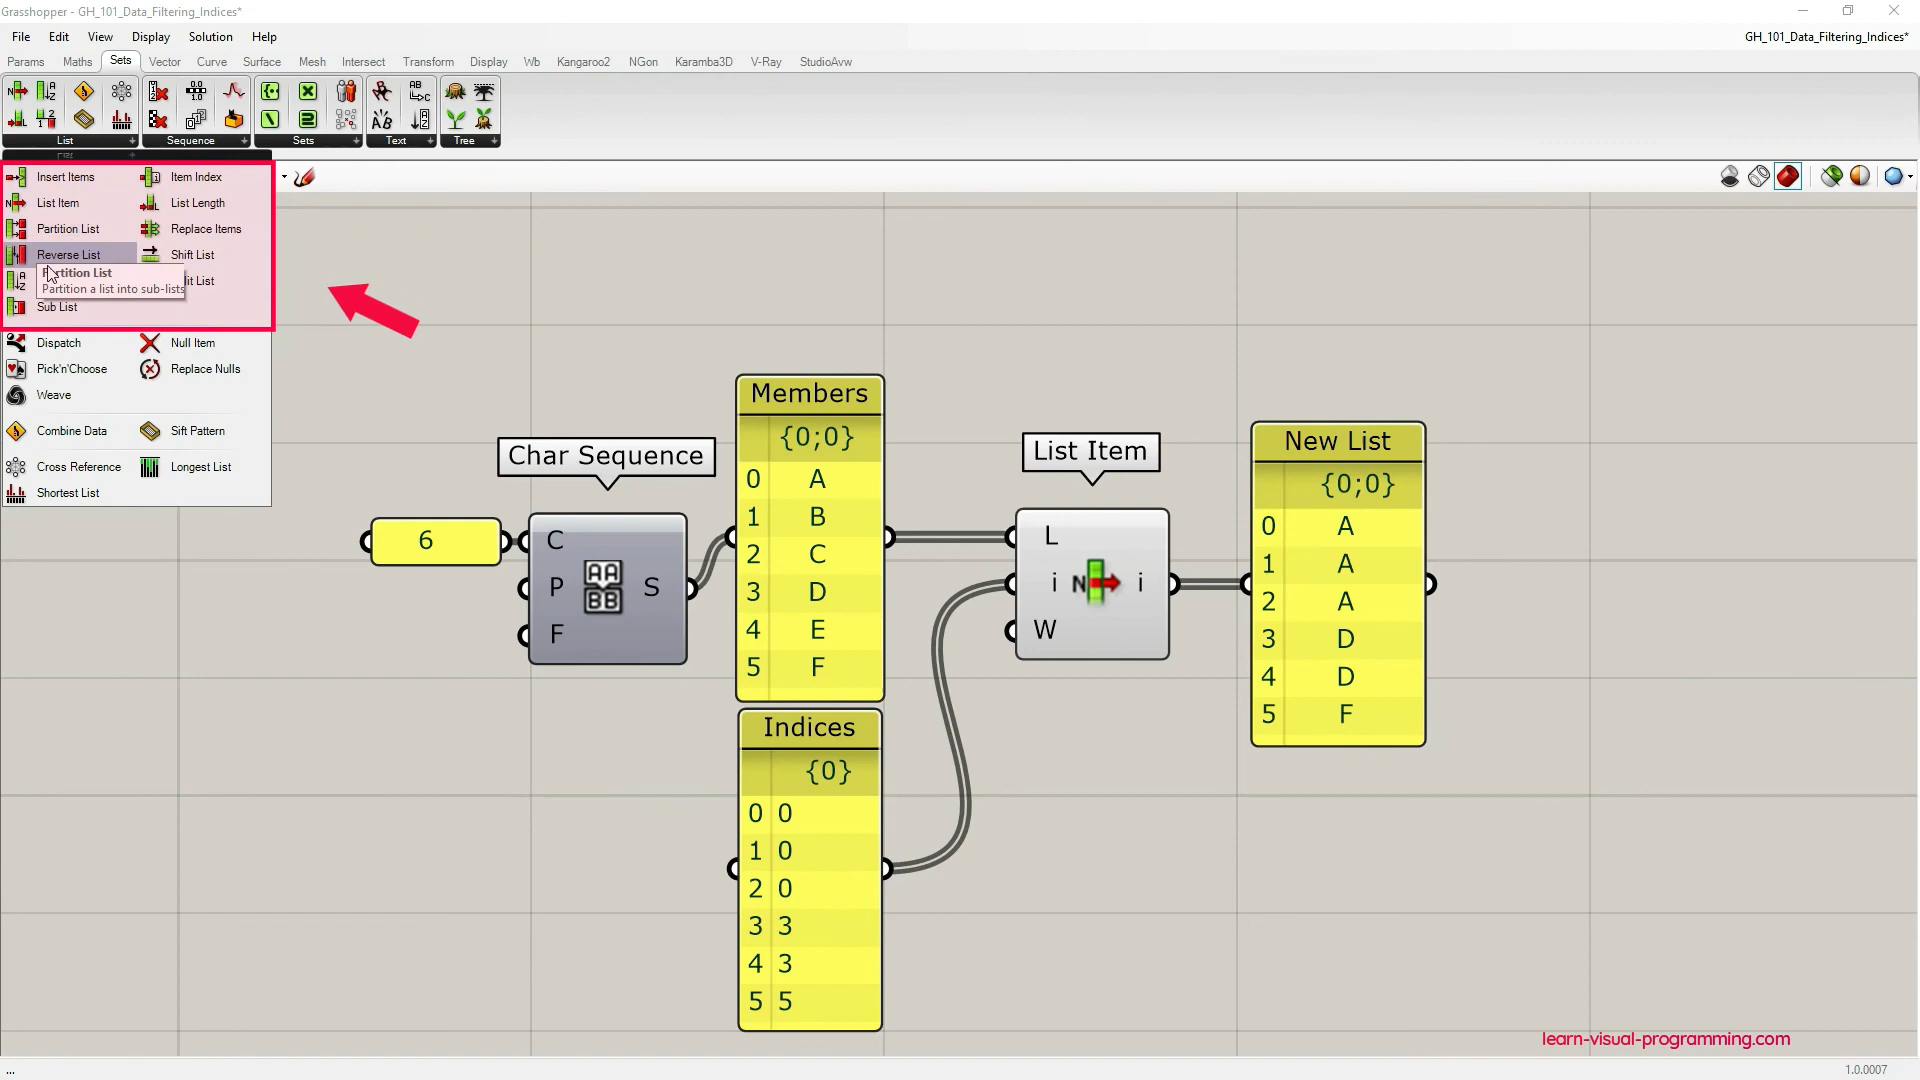 Grasshopper - GH_101_Data_Filtering_Indices*
File Edit View Display Solution Help
GH_101_Data_Filtering_Indices*
Params Maths Sets Vector Curve Surface Mesh Intersect Transform Display Wb Kangaroo2 NGon Karamba3D V-Ray StudioAvw
List Sequence Sets Text Tree
Insert Items Item Index
List Item List Length
Partition List Replace Items
Reverse List Shift List
Partition List
Partition a list into sub-lists
List
Sub List
Dispatch Null Item
Pick'n'Choose Replace Nulls
Weave
Combine Data Sift Pattern
Cross Reference Longest List
Shortest List
Char Sequence
6
C
P S
F
AA
BB
Members
{0;0}
0 A
1 B
2 C
3 D
4 E
5 F
Indices
{0}
0 0
1 0
2 0
3 3
4 3
5 5
List Item
L
i N i
W
New List
{0;0}
0 A
1 A
2 A
3 D
4 D
5 F
learn-visual-programming.com
...
1.0.0007